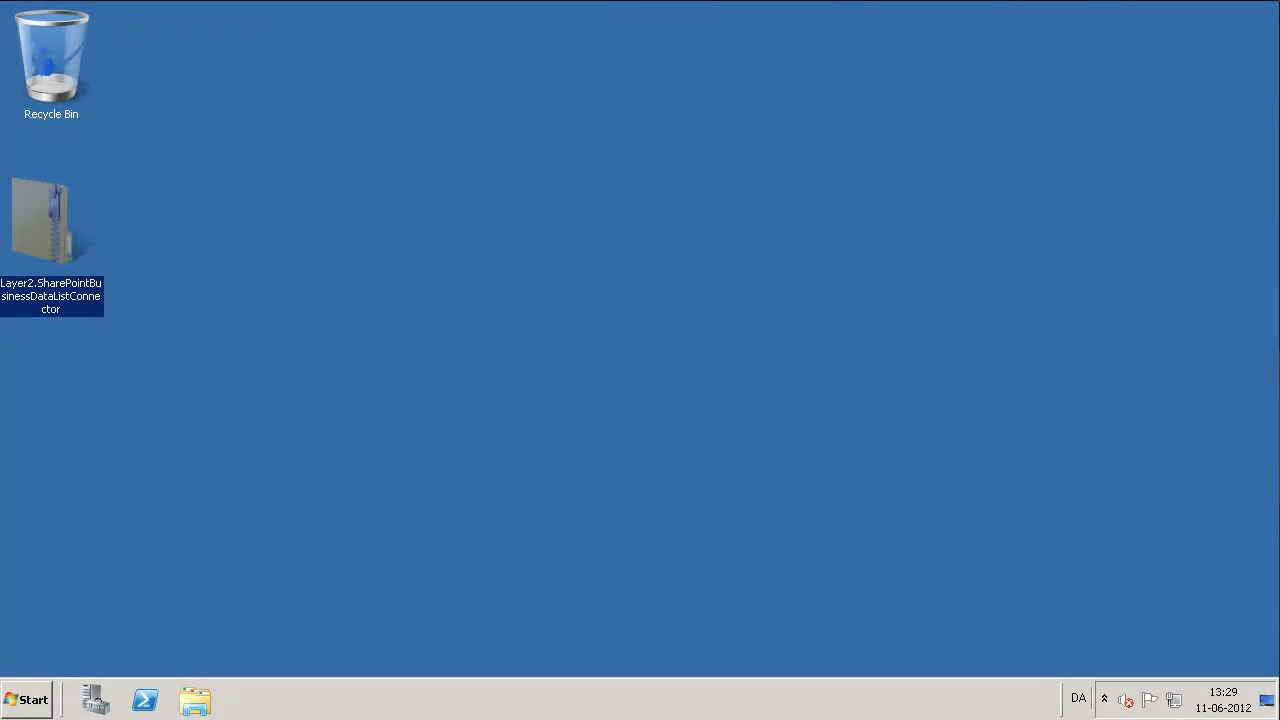 Recycle Bin
Layer2.SharePointBu
sinessDataListConne
ctor
Start
DA
13:29
11-06-2012